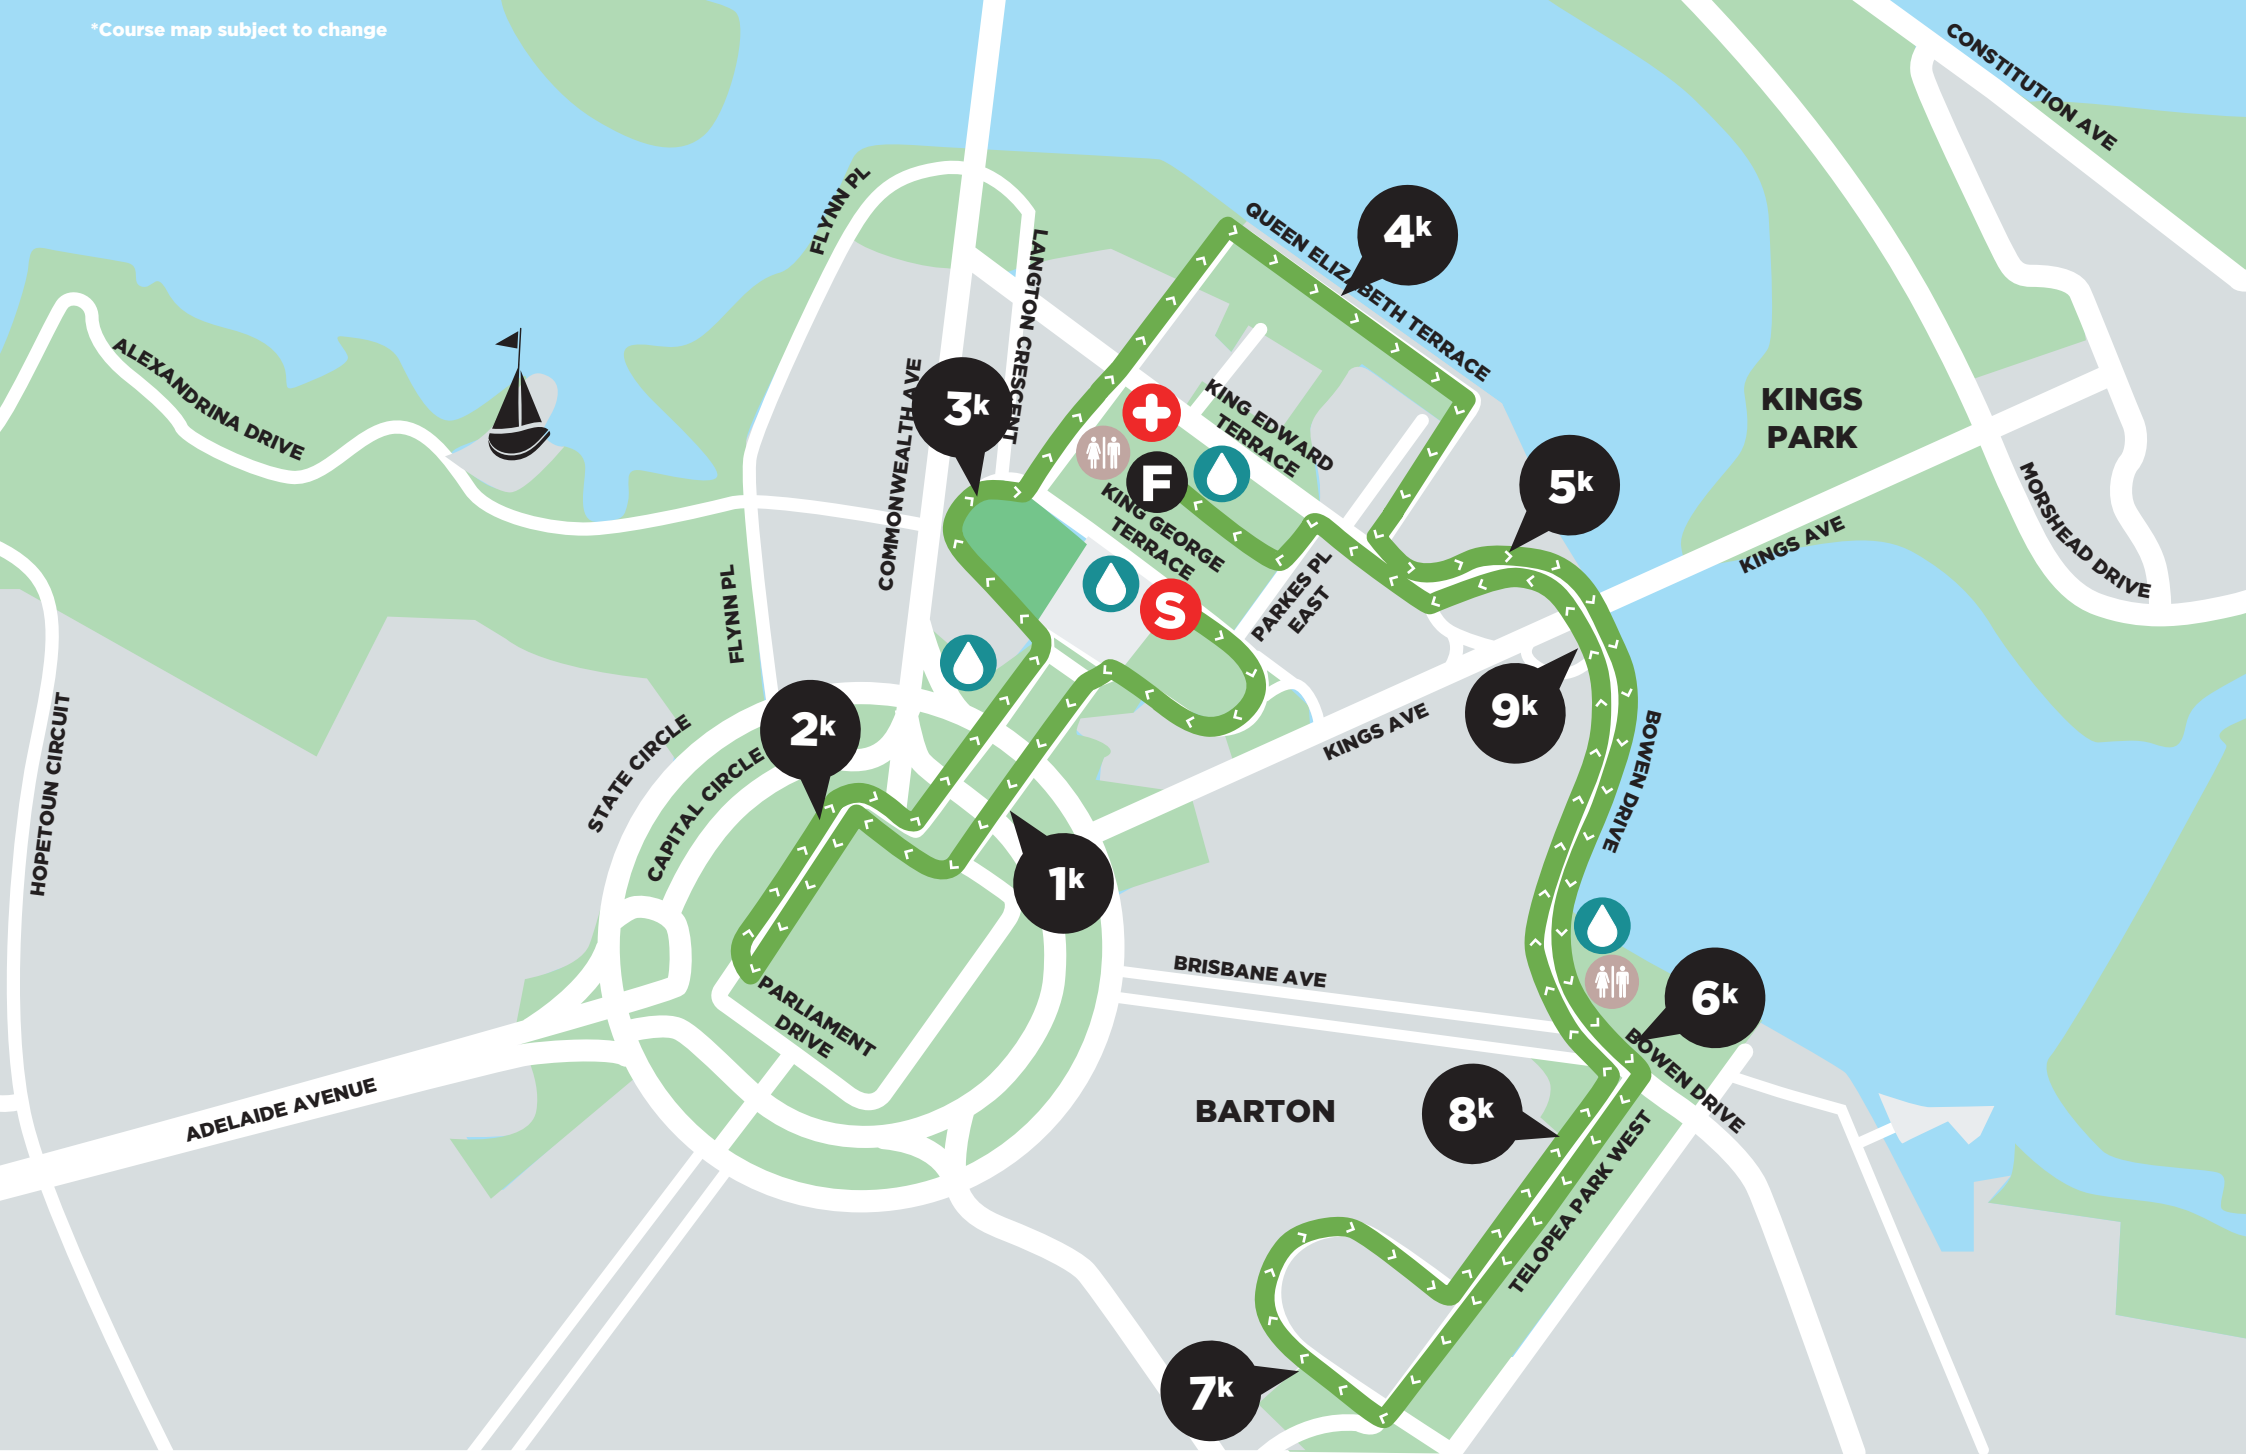 *Course map subject to change
CONSTITUTION AVE
FLYNN PL
QUEEN ELIZABETH TERRACE
4k
LANGTON CRESCENT
ALEXANDRINA DRIVE
COMMONWEALTH AVE
3k
KING EDWARD
TERRACE
KINGS
PARK
F
KING GEORGE
TERRACE
5k
MORSHEAD DRIVE
KINGS AVE
FLYNN PL
S
PARKES PL
EAST
HOPETOUN CIRCUIT
STATE CIRCLE
CAPITAL CIRCLE
2k
KINGS AVE
9k
BOWEN DRIVE
1k
BRISBANE AVE
PARLIAMENT
DRIVE
6k
BOWEN DRIVE
ADELAIDE AVENUE
BARTON
8k
TELOPEA PARK WEST
7k